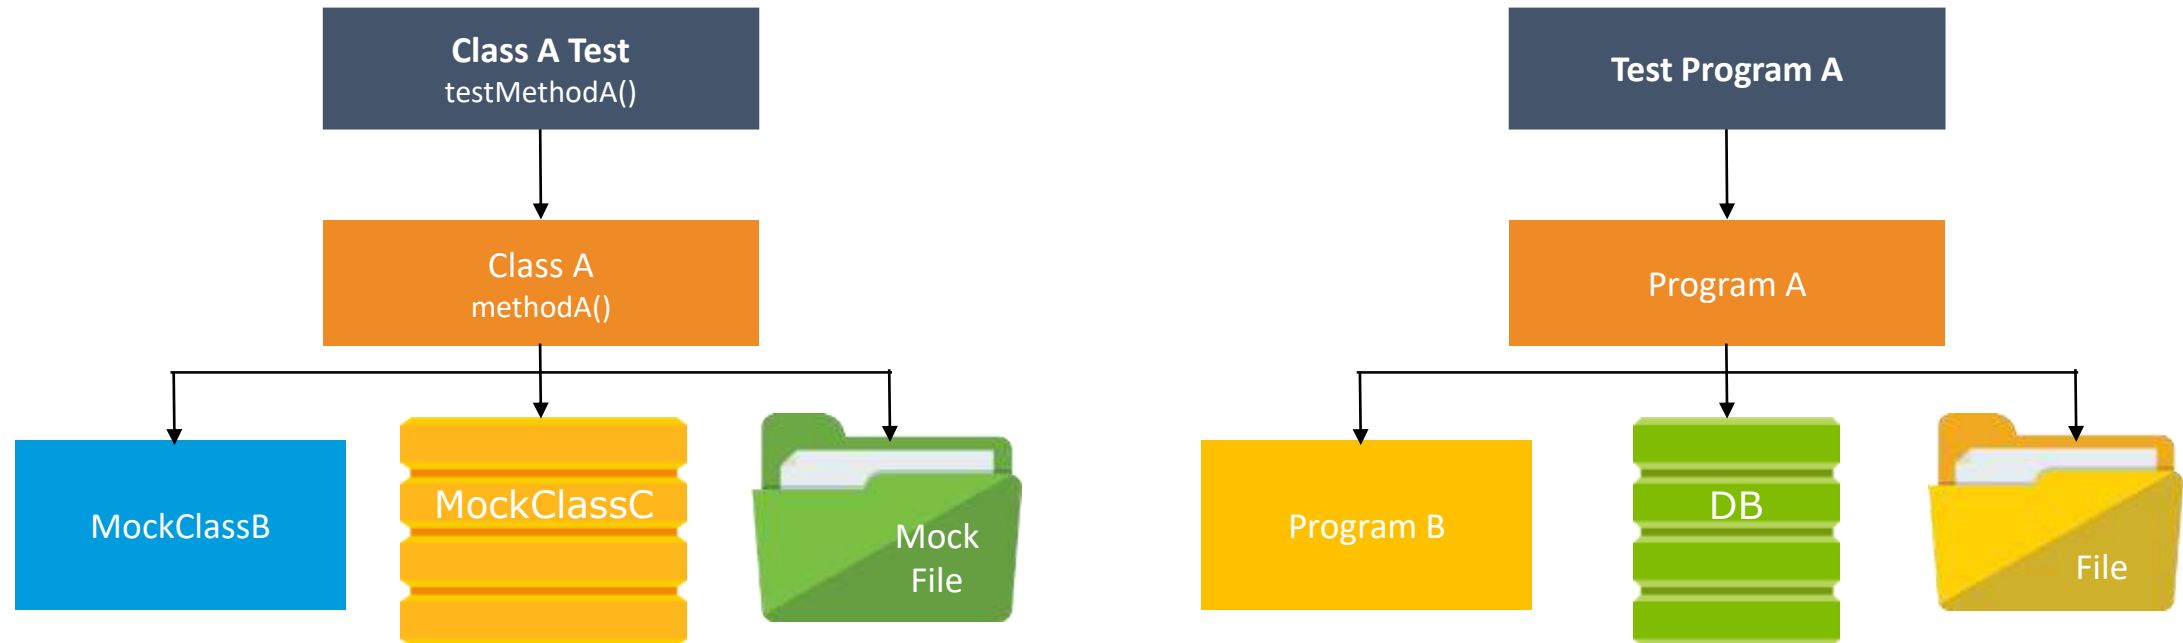 Class A Test
testMethodA()
Class A
methodA()
MockClassB
MockClassC
Mock
File
Test Program A
Program A
Program B
DB
File